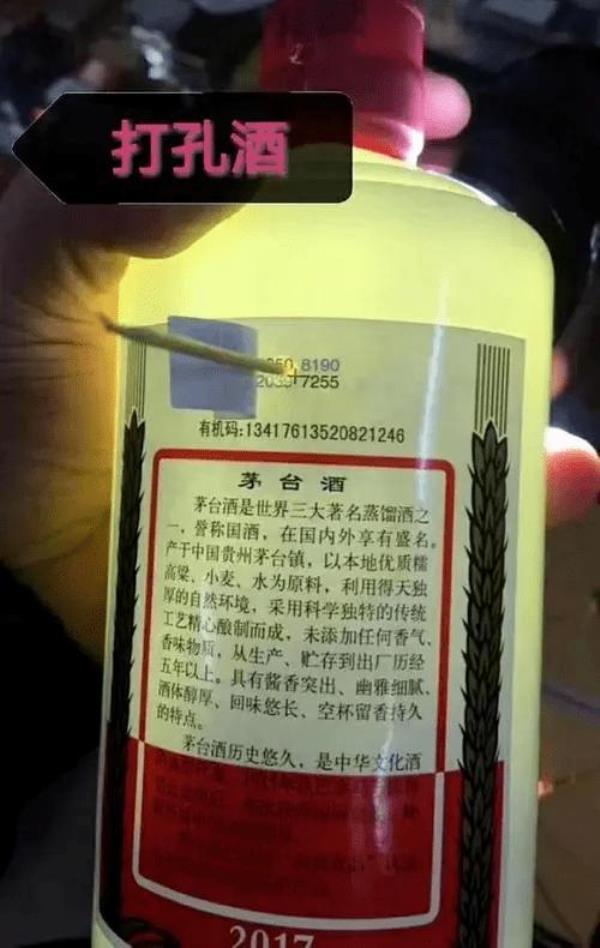 打孔酒
8190
7255
有机码:13417613520821246
茅台酒
茅台酒是世界三大著名蒸馏酒之
一，誉称国酒，在国内外享有盛名。
产于中国贵州茅台镇，以本地优质糯
高粱、小麦、水为原料，利用得天独
厚的自然环境，采用科学独特的传统
工艺精心酿制而成，未添加任何香气、
香味物质，从生产、贮存到出厂历经
五年以上。具有酱香突出、幽雅细腻、
酒体醇厚、回味悠长、空杯留香持久
的特点。
茅台酒历史悠久，是中华文化酒
2017